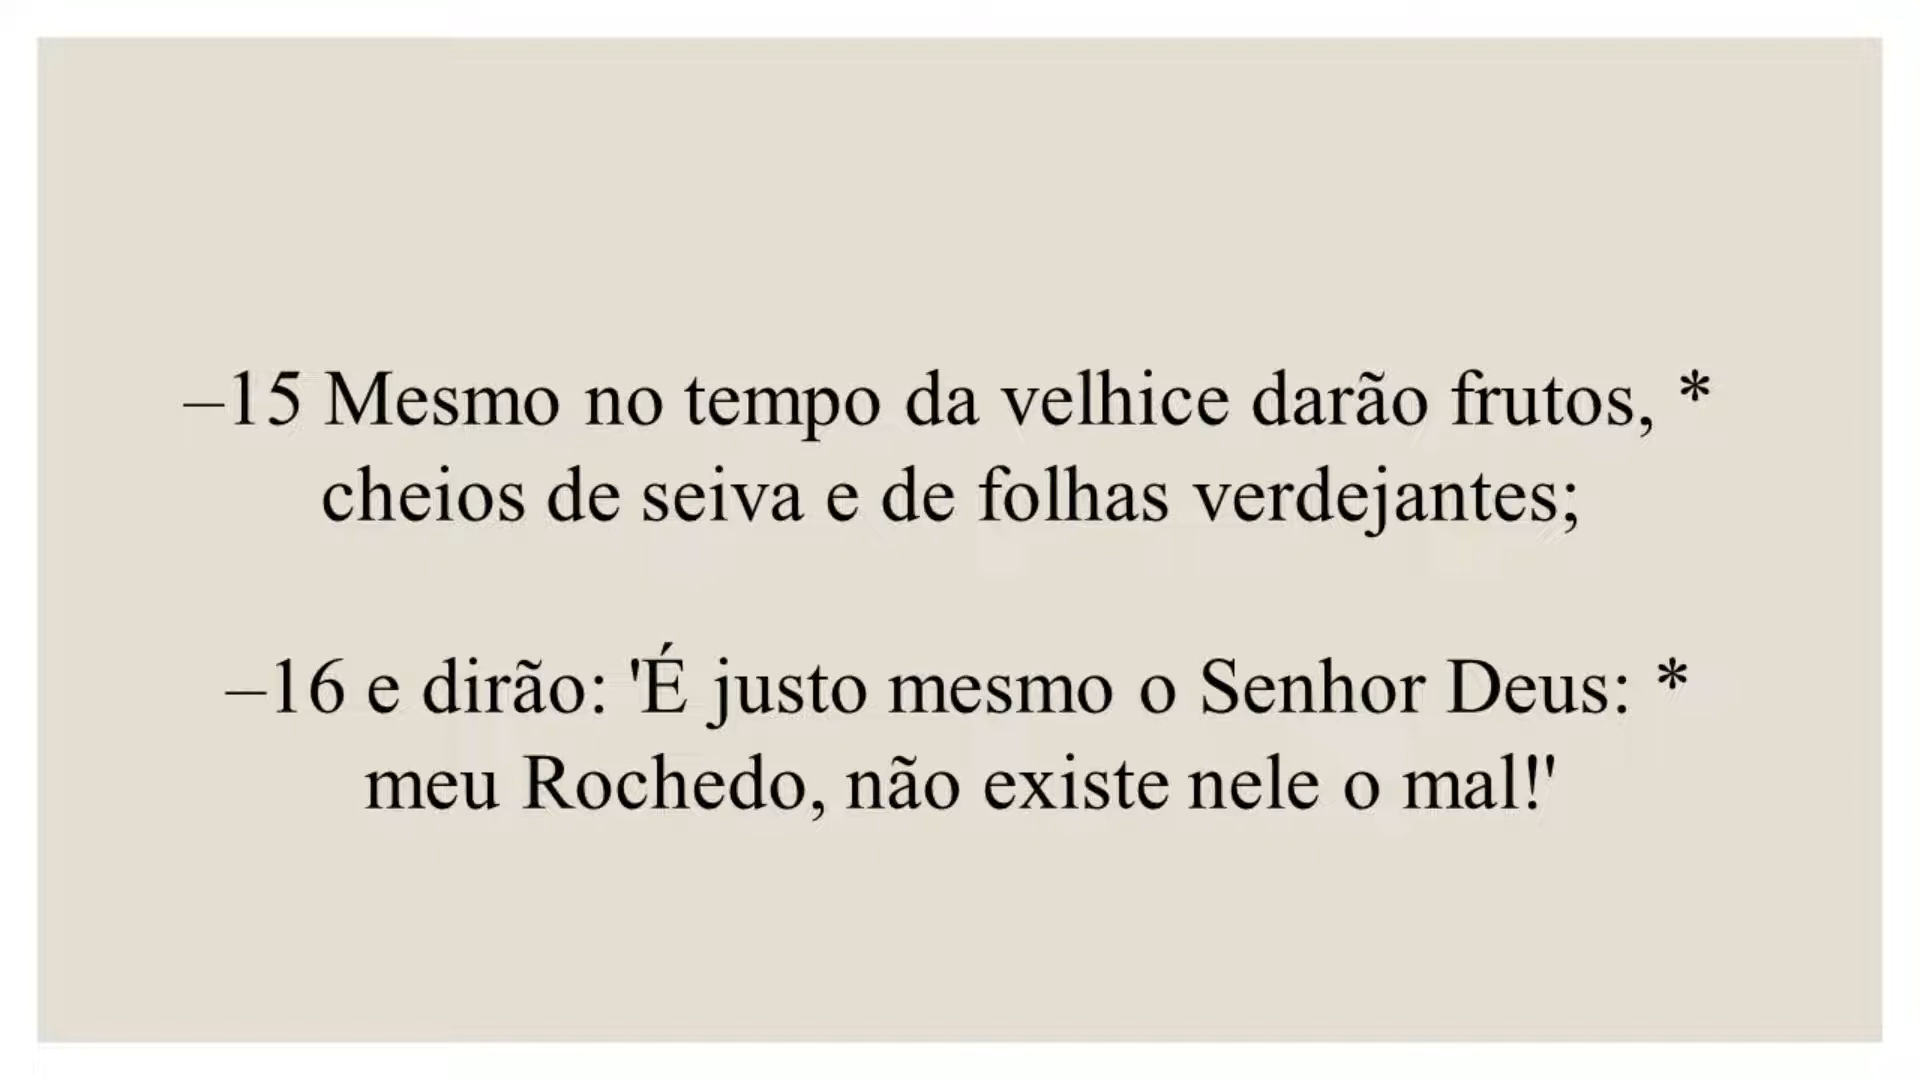 –15 Mesmo no tempo da velhice darão frutos, *
cheios de seiva e de folhas verdejantes;
–16 e dirão: 'É justo mesmo o Senhor Deus: *
meu Rochedo, não existe nele o mal!'